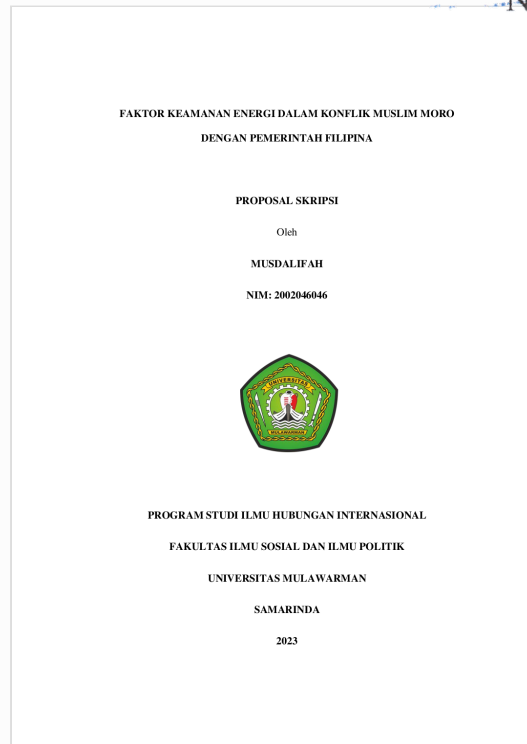 FAKTOR KEAMANAN ENERGI DALAM KONFLIK MUSLIM MORO
DENGAN PEMERINTAH FILIPINA
PROPOSAL SKRIPSI
Oleh
MUSDALIFAH
NIM: 2002046046
UNIVERSITAS
MULAWARMAN
PROGRAM STUDI ILMU HUBUNGAN INTERNASIONAL
FAKULTAS ILMU SOSIAL DAN ILMU POLITIK
UNIVERSITAS MULAWARMAN
SAMARINDA
2023